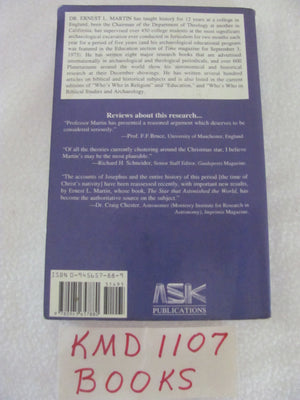 DR. ERNEST L. MARTIN has taught history for 12 years at a college in
England, been the Chairman of the Department of Theology at another in
California, has supervised over 450 college students at the most significant
archaeological excavation conducted in Jerusalem for two months each
year for a period of five years (and his archaeological educational program
was featured in the Education section of Time magazine for September 3,
1973). He has written eight major research books that are advertised
internationally in archaeological and theological periodicals, and over 600
Planetariums around the world show his astronomical and historical
research at their December showings. He has written several hundred
articles on biblical and historical subjects and is also listed in the current
editions of "Who's Who in Religion" and "Education," and "Who's Who in
Biblical Studies and Archaeology.
Reviews about this research...
"Professor Martin has presented a reasoned argument which deserves to be
considered seriously."
—Prof. F.F. Bruce, University of Manchester, England
"Of all the theories currently clustering around the Christmas star, I believe
Martin's may be the most plausible."
—Richard H. Schneider, Senior Staff Editor, Guideposts Magazine.
"The accounts of Josephus and the entire history of this period [the time of
Christ's nativity] have been reassessed recently, with important new results,
by Ernest L. Martin, whose book, The Star that Astonished the World, has
become the authoritative source on the subject."
—Dr. Craig Chester, Astronomer (Monterey Institute for Research in
Astronomy), Imprimis Magazine.
ISBN 0-945657-88-9
51495
9 780945 657880
ASK
PUBLICATIONS
KMD 1107
BOOKS